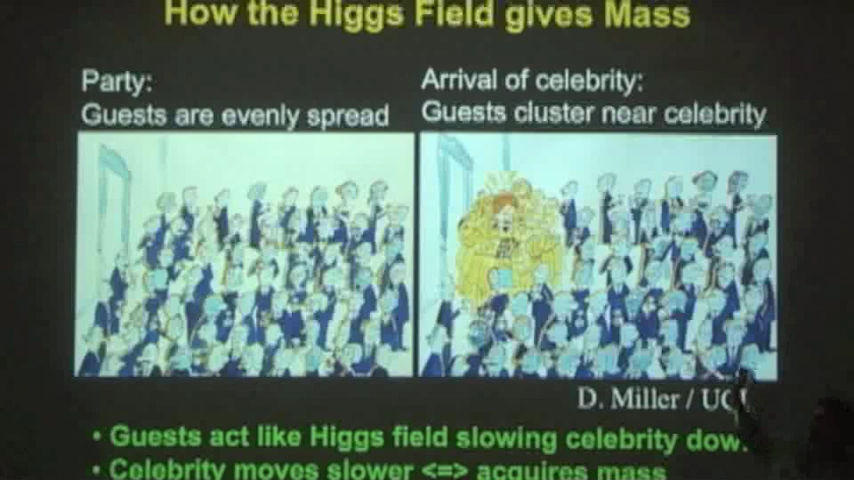 How the Higgs Field gives Mass
Party:
Guests are evenly spread
Arrival of celebrity:
Guests cluster near celebrity
D. Miller /
• Guests act like Higgs field slowing celebrity
• Celebrity moves slower <=> acquires mass